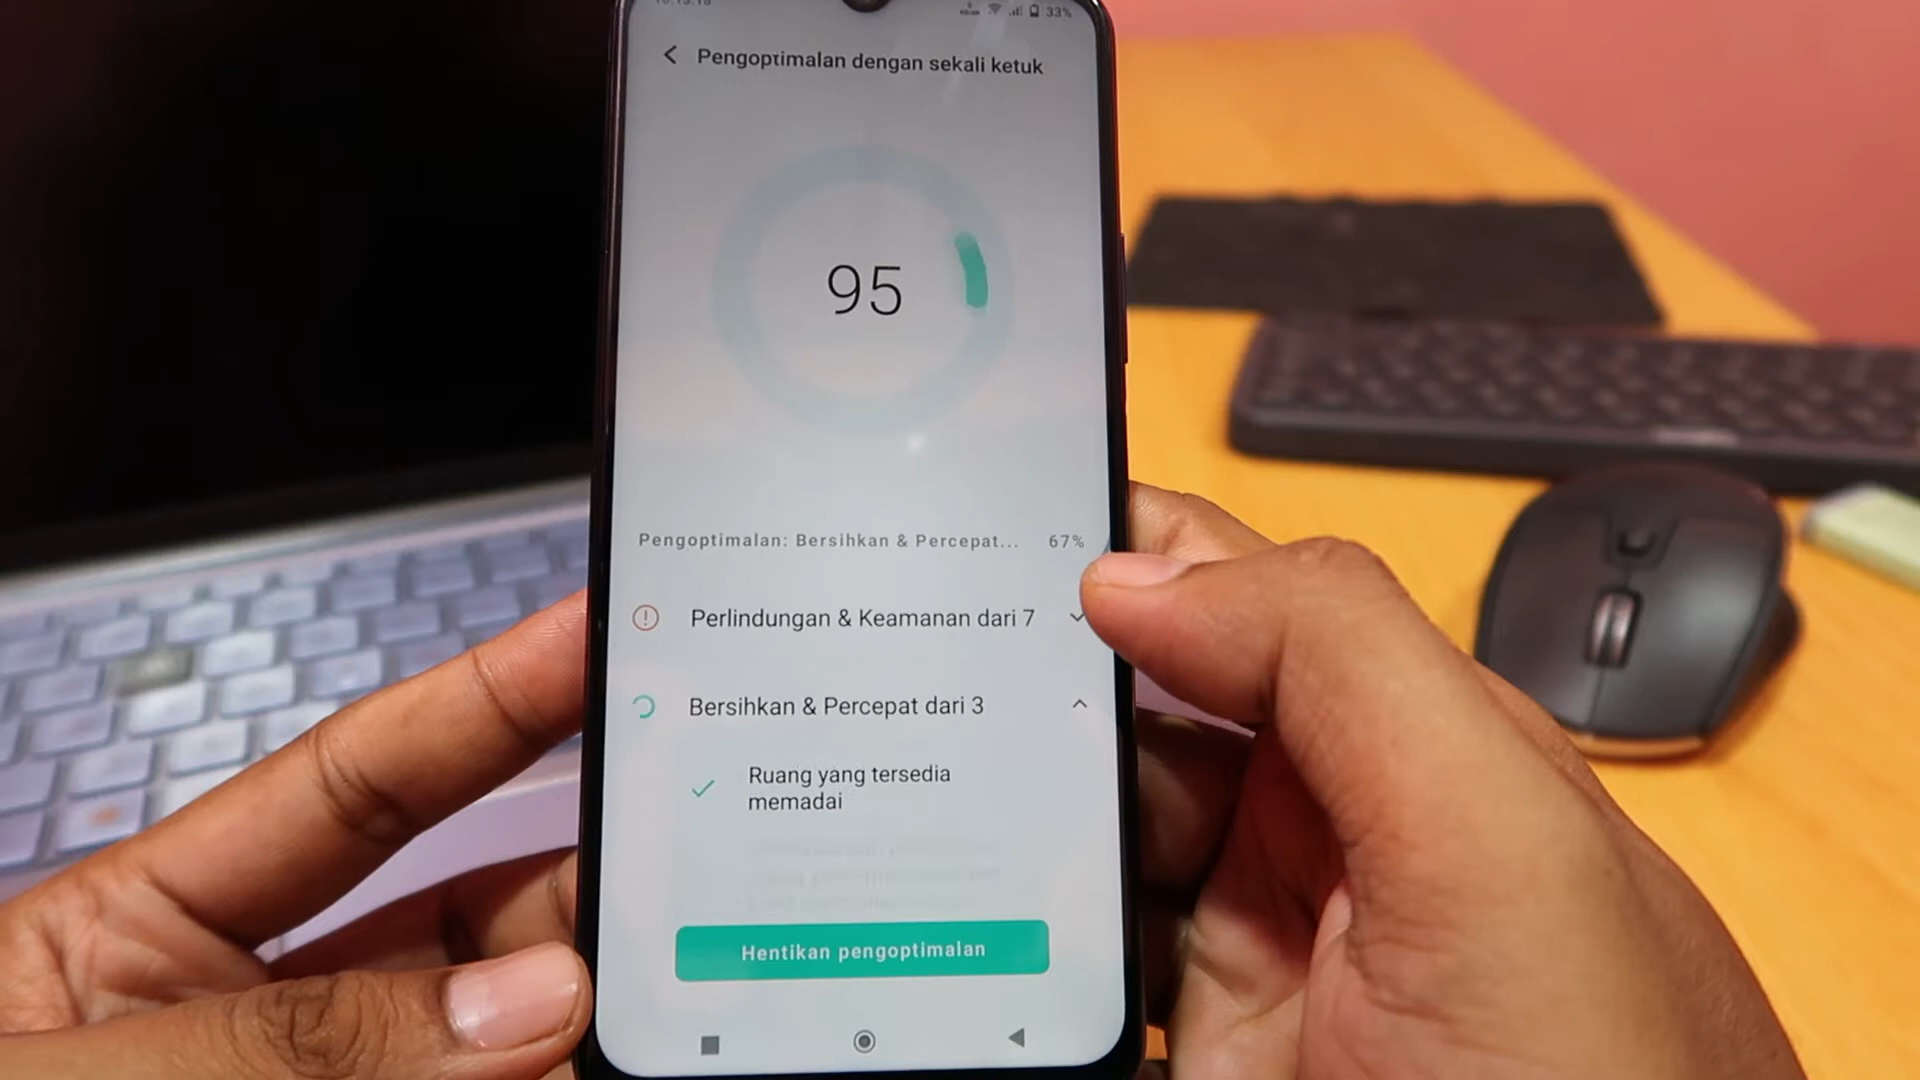 33%
Pengoptimalan dengan sekali ketuk
95
Pengoptimalan: Bersihkan & Percepat... 67%
Perlindungan & Keamanan dari 7
Bersihkan & Percepat dari 3
Ruang yang tersedia
memadai
Hentikan pengoptimalan